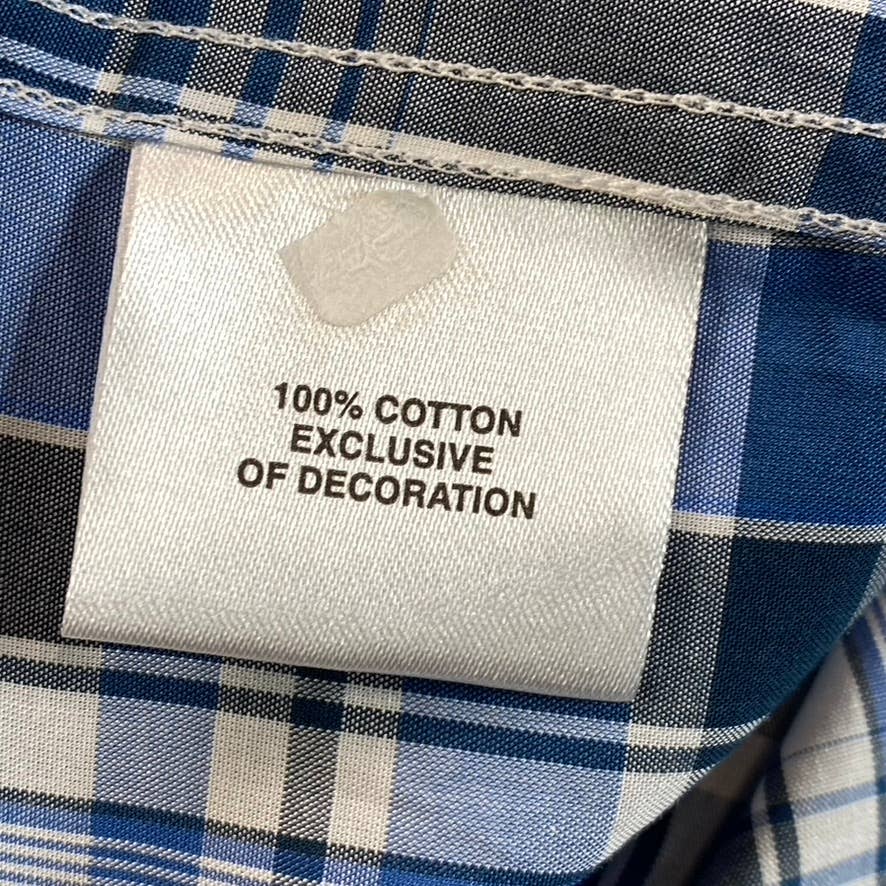 100% COTTON
EXCLUSIVE
OF DECORATION